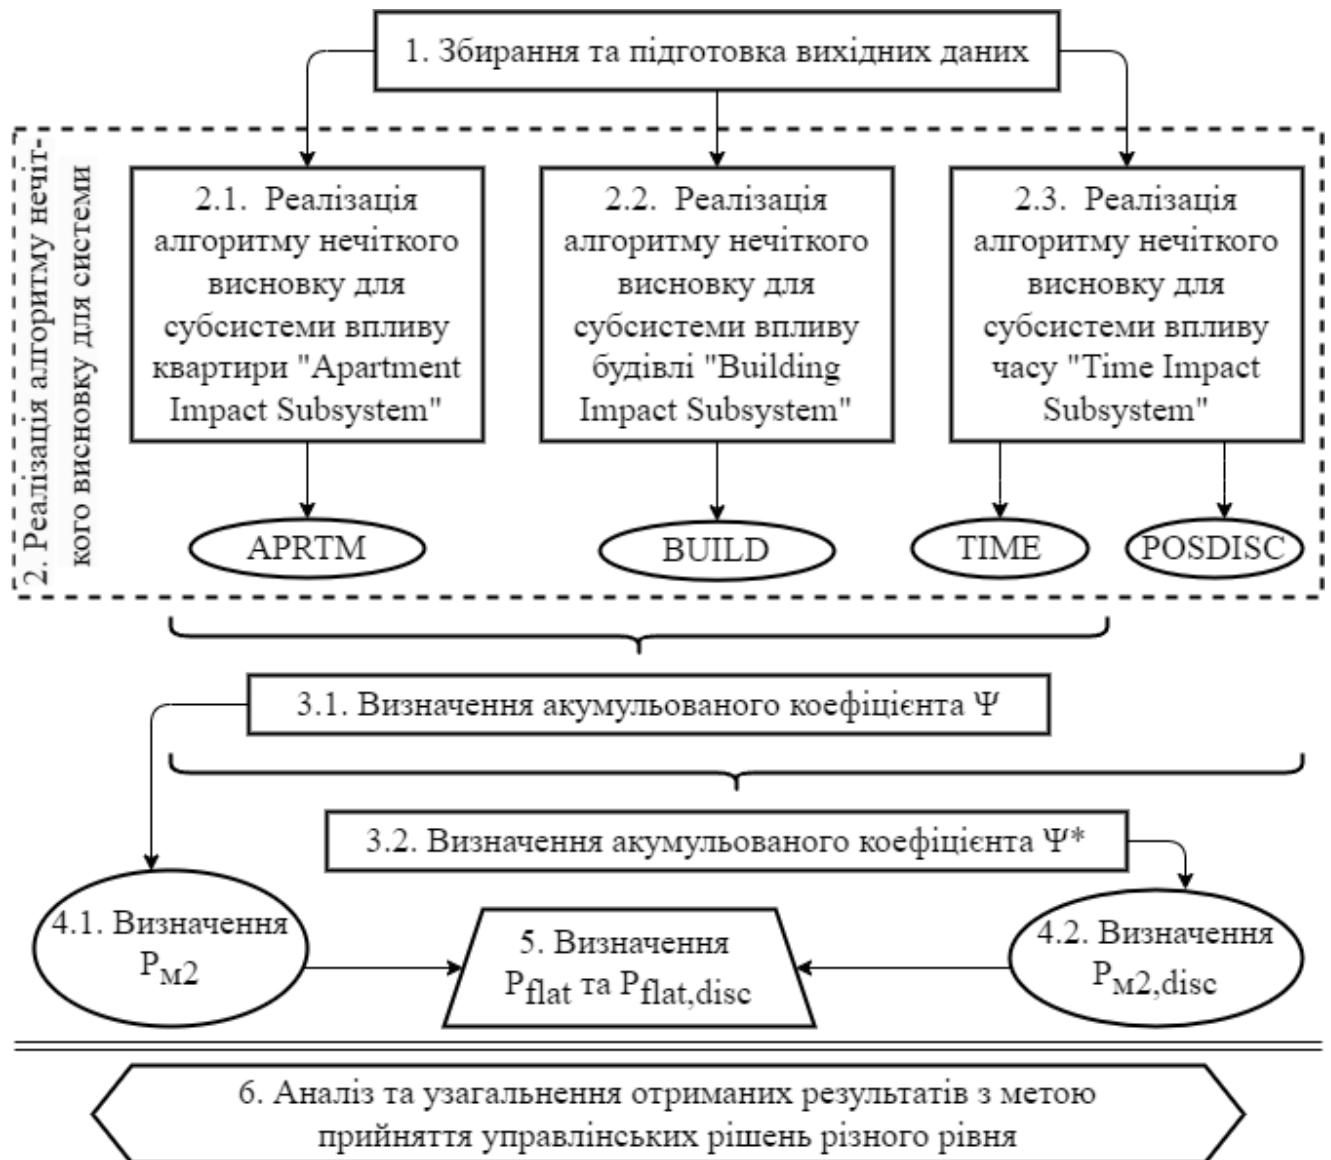 1. Збирання та підготовка вихідних даних
2. Реалізація алгоритму нечіт-
кого висновку для системи
2.1. Реалізація
алгоритму нечіткого
висновку для
субсистеми впливу
квартири "Apartment
Impact Subsystem"
2.2. Реалізація
алгоритму нечіткого
висновку для
субсистеми впливу
будівлі "Building
Impact Subsystem"
2.3. Реалізація
алгоритму нечіткого
висновку для
субсистеми впливу
часу "Time Impact
Subsystem"
APRTM
BUILD
TIME
POSDISC
3.1. Визначення акумульованого коефіцієнта Ψ
3.2. Визначення акумульованого коефіцієнта Ψ*
4.1. Визначення
Pм2
5. Визначення
Pflat та Pflat,disc
4.2. Визначення
Pм2,disc
6. Аналіз та узагальнення отриманих результатів з метою
прийняття управлінських рішень різного рівня